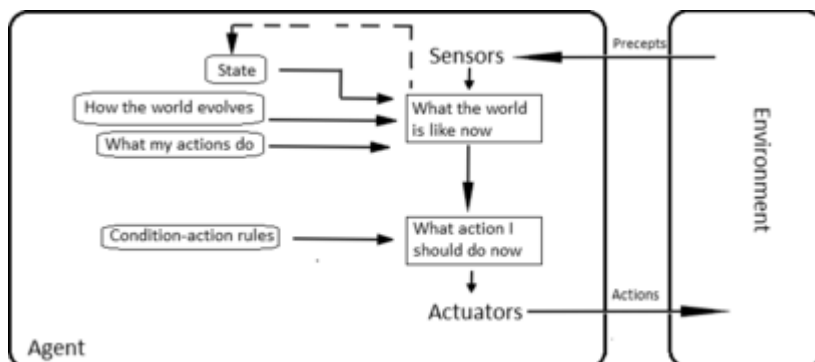 Precepts
Sensors
State
How the world evolves
What the world
is like now
What my actions do
Environment
Condition-action rules
What action I
should do now
Actions
Actuators
Agent